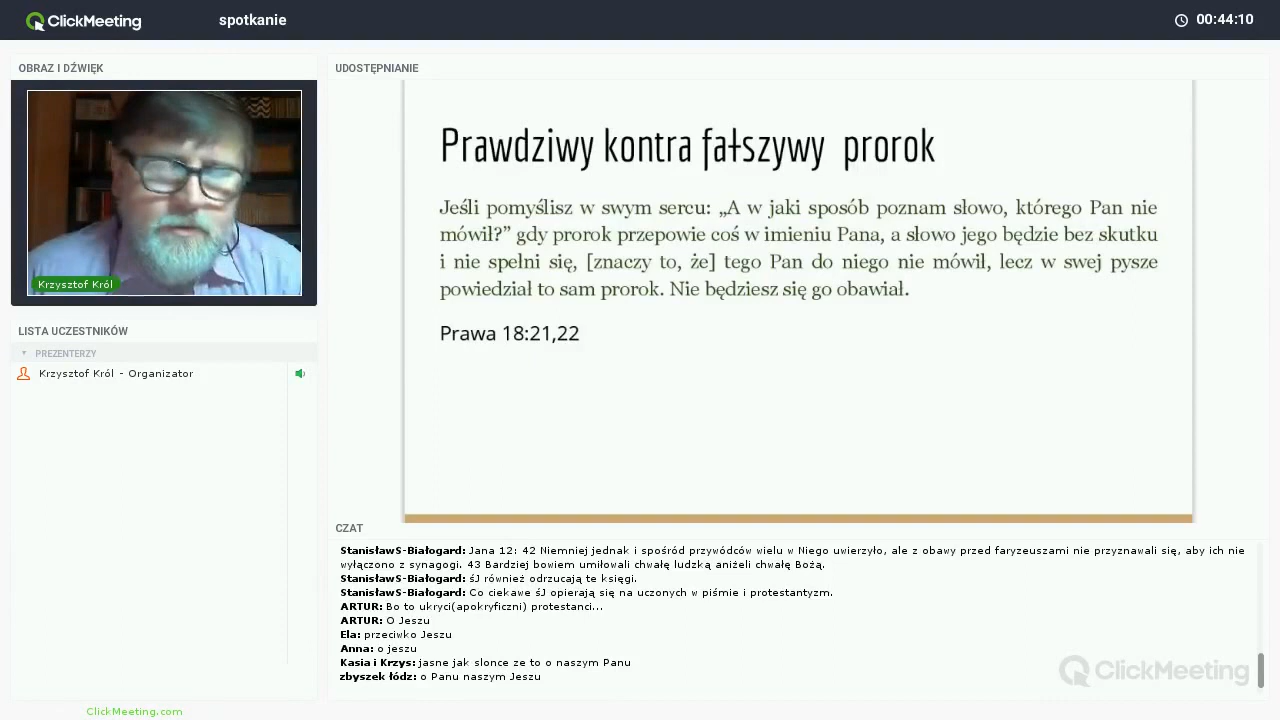 ClickMeeting
spotkanie
00:44:10
OBRAZ I DŹWIĘK
Krzysztof Król
LISTA UCZESTNIKÓW
PREZENTERZY
Krzysztof Król - Organizator
ClickMeeting.com
UDOSTĘPNIANIE
Prawdziwy kontra fałszywy prorok
Jeśli pomyślisz w swym sercu: „A w jaki sposób poznam słowo, którego Pan nie
mówił?” gdy prorok przepowie coś w imieniu Pana, a słowo jego będzie bez skutku
i nie spełni się, [znaczy to, że] tego Pan do niego nie mówił, lecz w swej pysze
powiedział to sam prorok. Nie będziesz się go obawiał.
Prawa 18:21,22
CZAT
StanisławS-Białogard: Jana 12: 42 Niemniej jednak i spośród przywódców wielu w Niego uwierzyło, ale z obawy przed faryzeuszami nie przyznawali się, aby ich nie
wyłączono z synagogi. 43 Bardziej bowiem umiłowali chwałę ludzką aniżeli chwałę Bożą.
StanisławS-Białogard: śJ również odrzucają te księgi.
StanisławS-Białogard: Co ciekawe śJ opierają się na uczonych w piśmie i protestantyzm.
ARTUR: Bo to ukryci(apokryficzni) protestanci...
ARTUR: O Jeszu
Ela: przeciwko Jeszu
Anna: o jeszu
Kasia i Krzys: jasne jak slonce ze to o naszym Panu
zbyszek łódz: o Panu naszym Jeszu
ClickMeeting